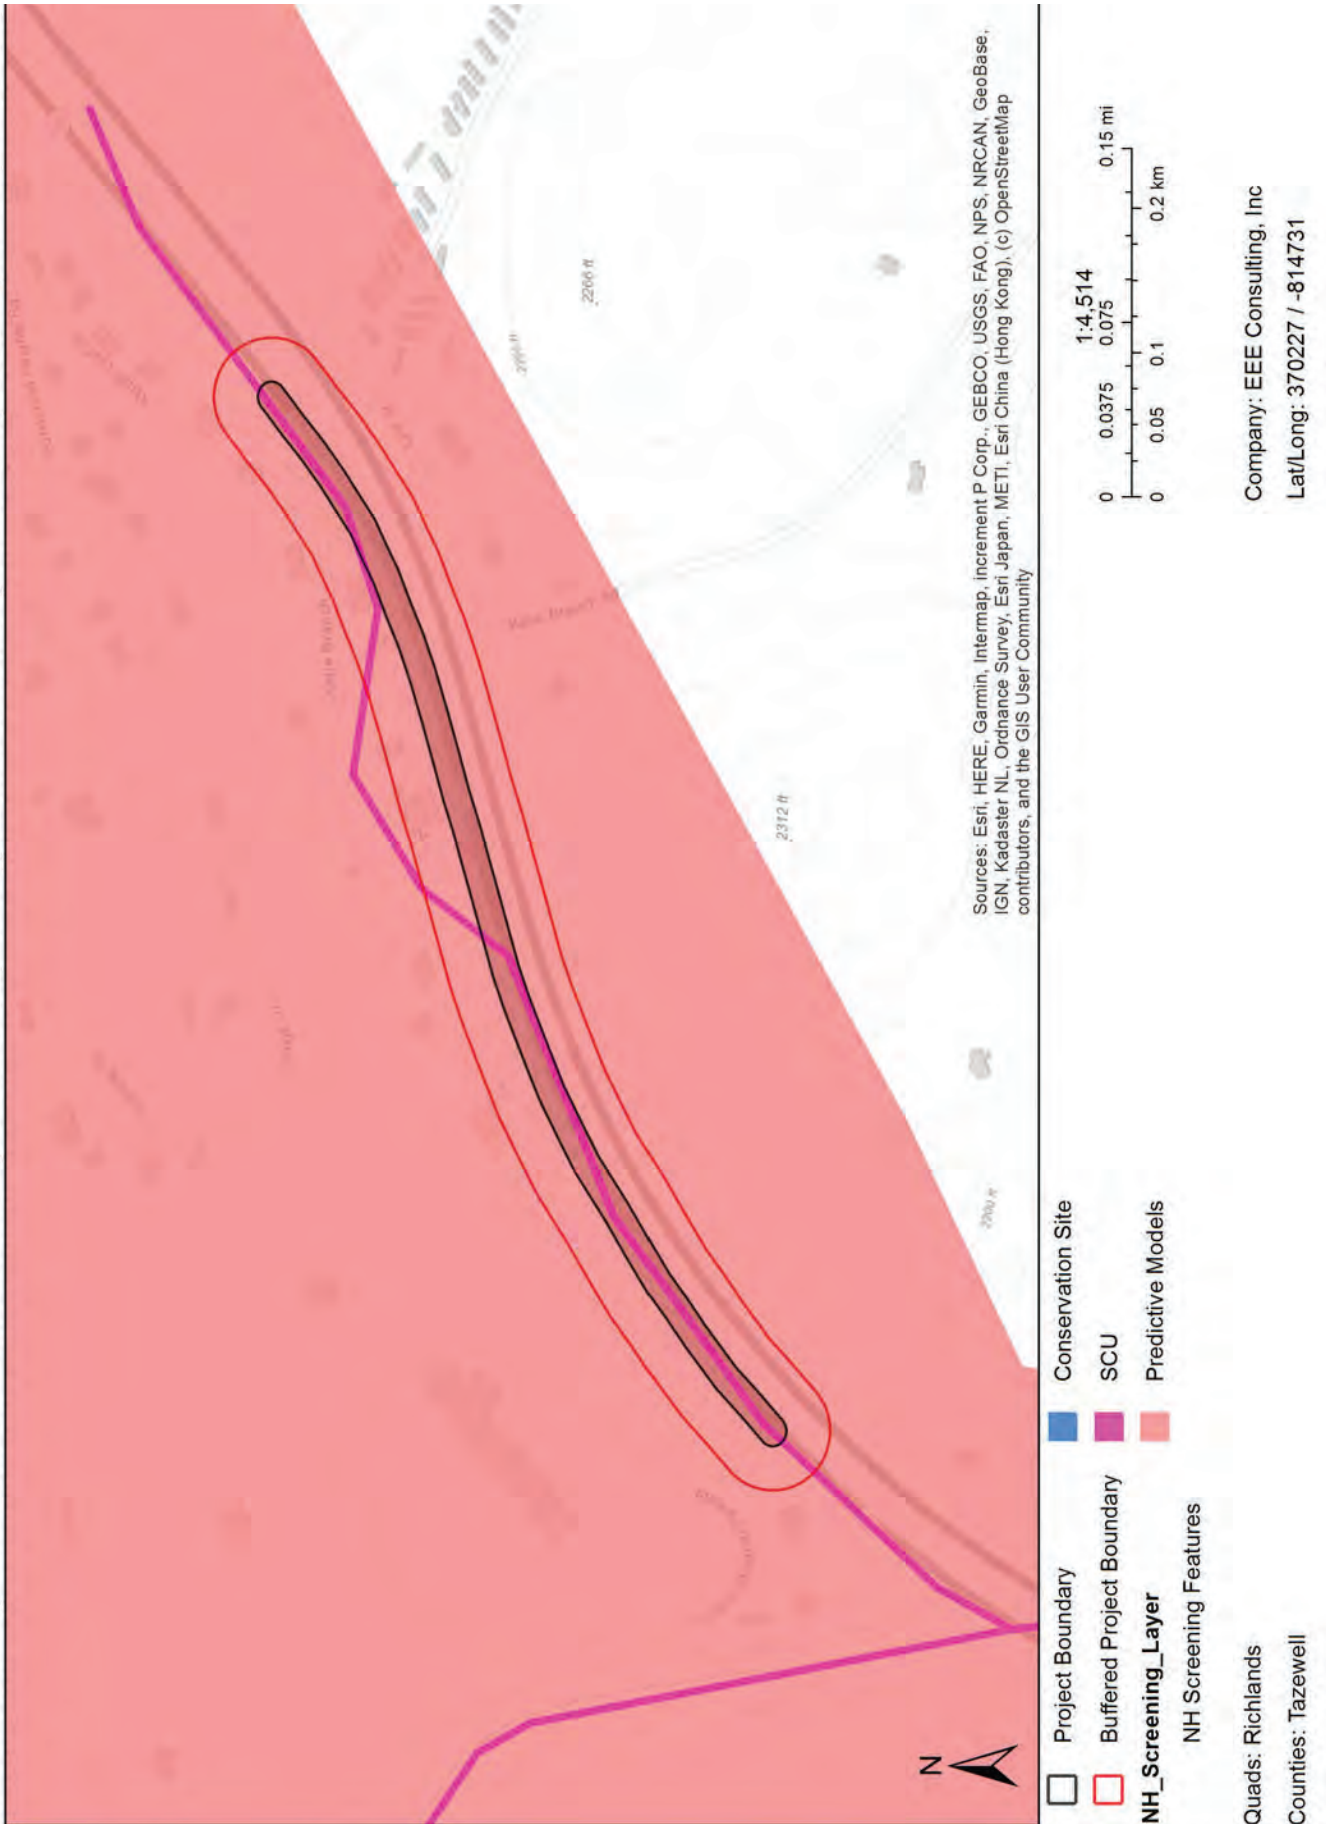 2266 ft
2312 ft
N
Sources: Esri, HERE, Garmin, Intermap, increment P Corp., GEBCO, USGS, FAO, NPS, NRCAN, GeoBase,
IGN, Kadaster NL, Ordnance Survey, Esri Japan, METI, Esri China (Hong Kong), (c) OpenStreetMap
contributors, and the GIS User Community
Project Boundary
Buffered Project Boundary
NH_Screening_Layer
NH Screening Features
Conservation Site
SCU
Predictive Models
1:4,514
0 0.0375 0.075 0.15 mi
0 0.05 0.1 0.2 km
Quads: Richlands
Counties: Tazewell
Company: EEE Consulting, Inc
Lat/Long: 370227 / -814731